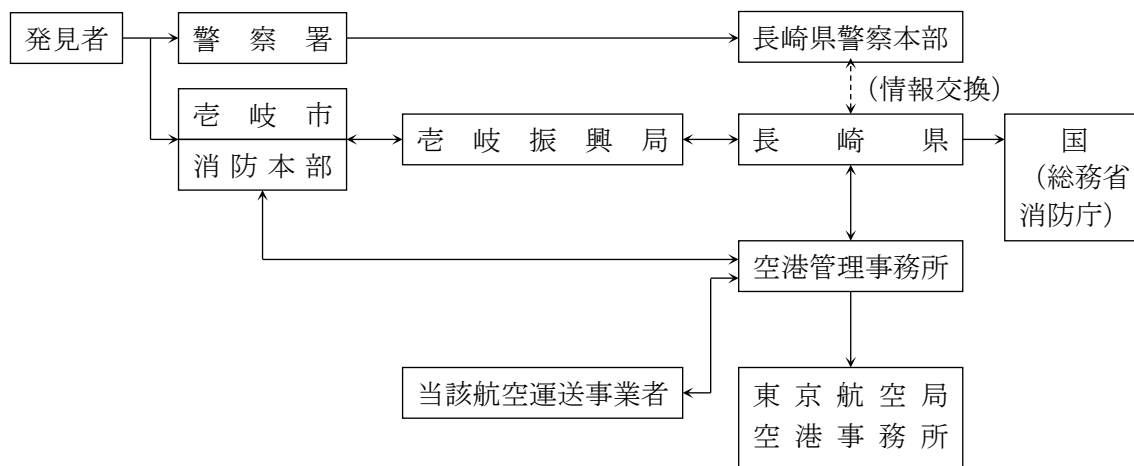 発見者
警察署
長崎県警察本部
（情報交換）
壱岐市
消防本部
壱岐振興局
長崎県
国
（総務省
消防庁）
空港管理事務所
当該航空運送事業者
東京航空局
空港事務所